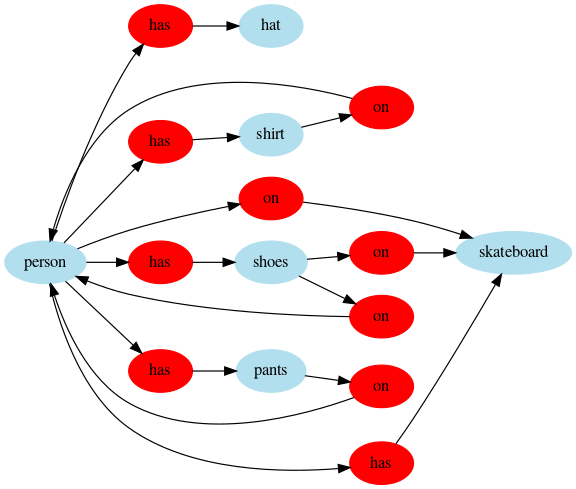 has
hat
on
has
shirt
on
person
has
shoes
on
skateboard
on
has
pants
on
has